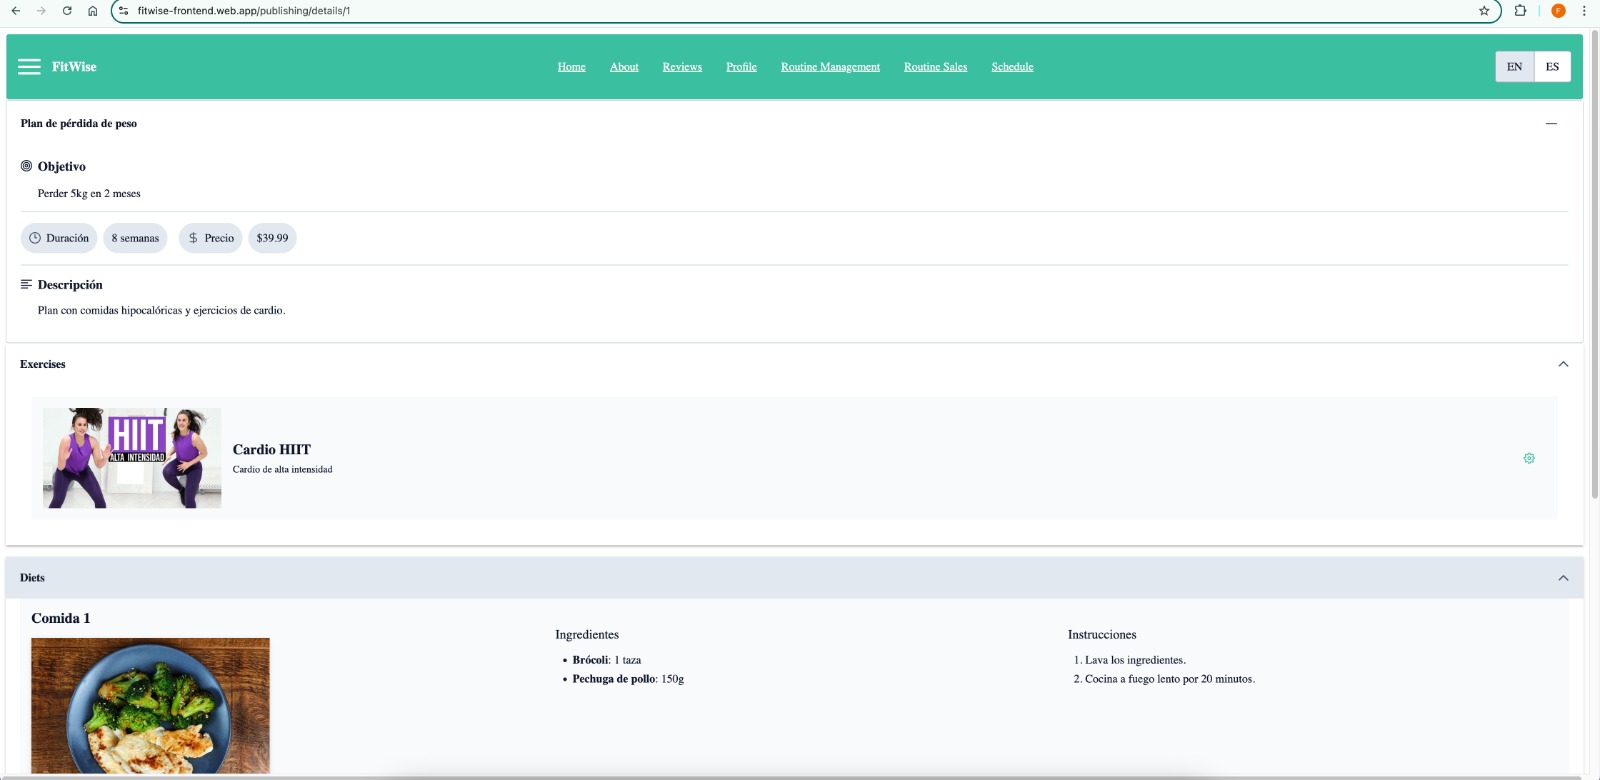 fitwise-frontend.web.app/publishing/details/1
F
FitWise Home About Reviews Profile Routine Management Routine Sales Schedule EN ES
Plan de pérdida de peso
Objetivo
Perder 5kg en 2 meses
Duración 8 semanas $ Precio $39.99
Descripción
Plan con comidas hipocalóricas y ejercicios de cardio.
Exercises
HIIT
ALTA INTENSIDAD
Cardio HIIT
Cardio de alta intensidad
Diets
Comida 1
Ingredientes
• Brócoli: 1 taza
• Pechuga de pollo: 150g
Instrucciones
1. Lava los ingredientes.
2. Cocina a fuego lento por 20 minutos.